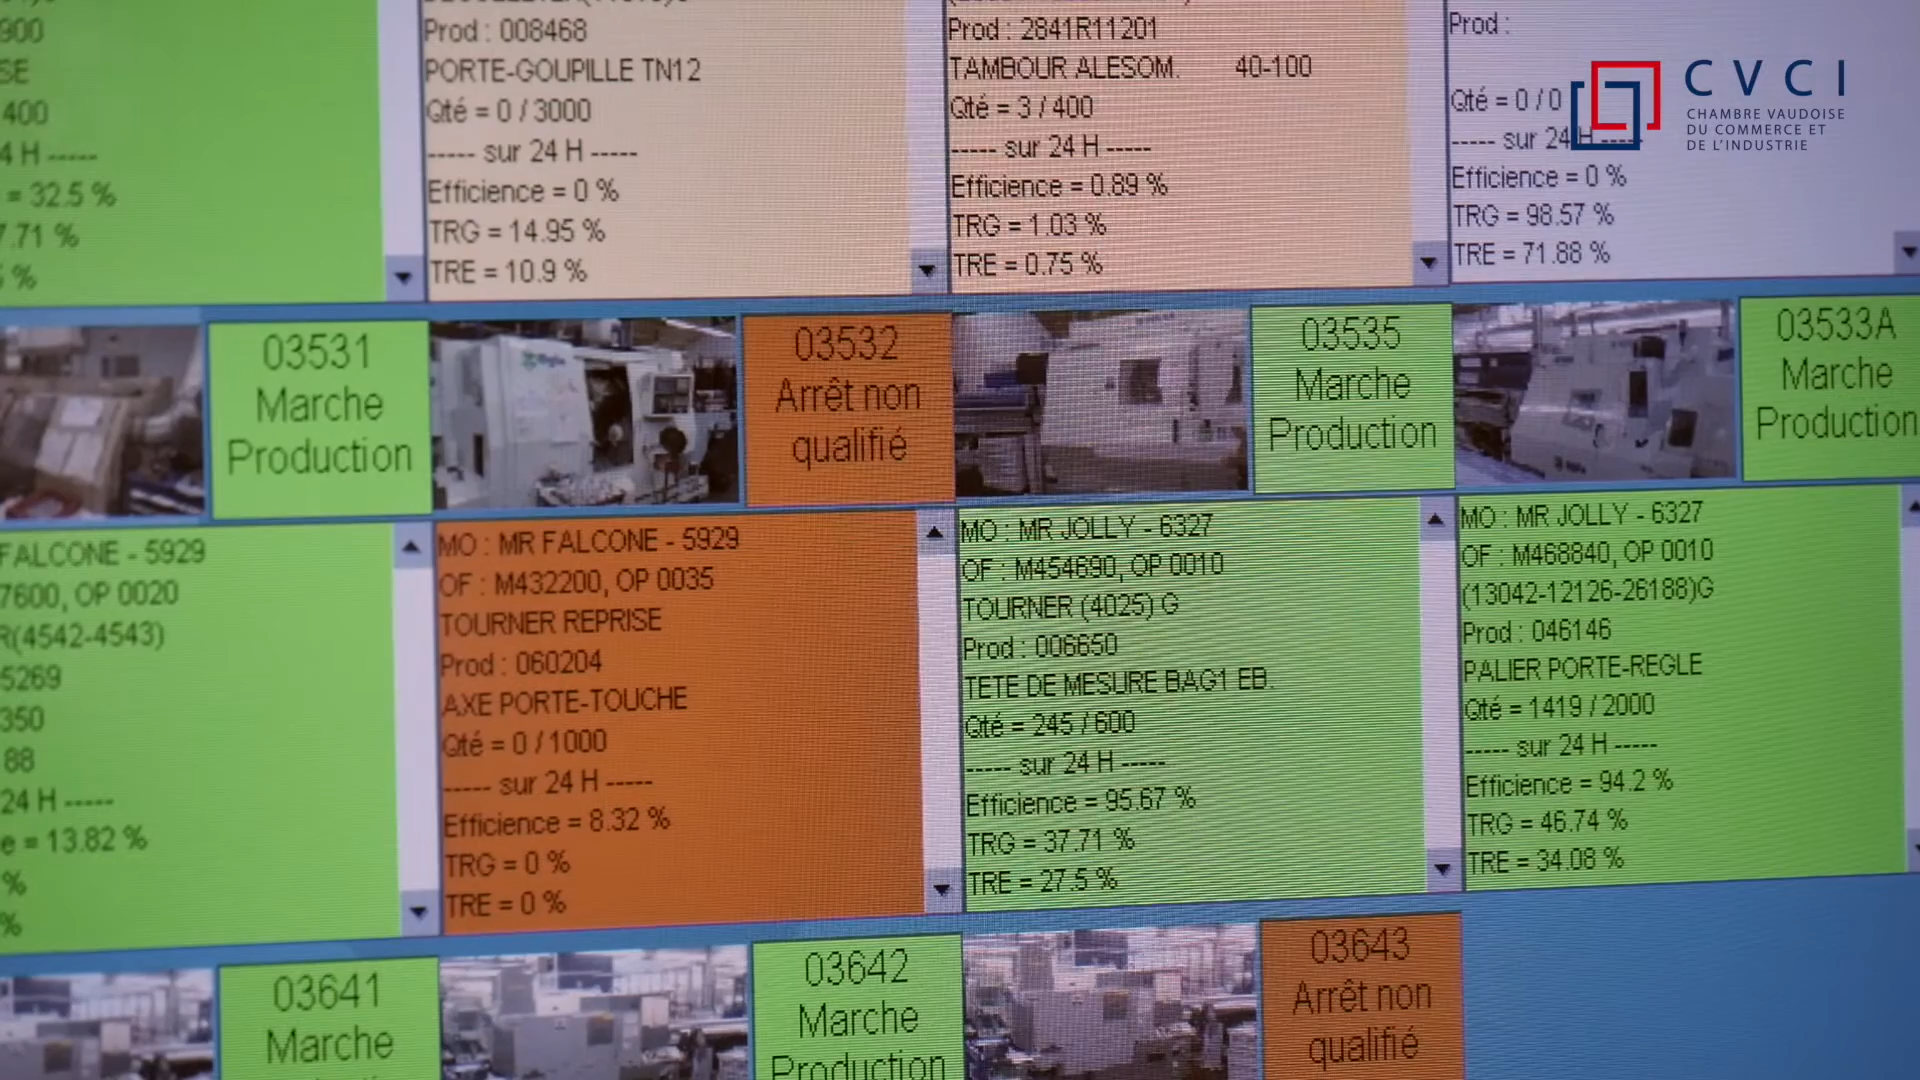 900
SE
400
4 H -----
= 32.5 %
7.71 %
%
Prod : 008468
PORTE-GOUPILLE TN12
Qté = 0 / 3000
----- sur 24 H -----
Efficience = 0 %
TRG = 14.95 %
TRE = 10.9 %
Prod : 2841R11201
TAMBOUR ALESOM. 40-100
Qté = 3 / 400
----- sur 24 H -----
Efficience = 0.89 %
TRG = 1.03 %
TRE = 0.75 %
Prod :
Qté = 0 / 0
----- sur 24 H -----
Efficience = 0 %
TRG = 98.57 %
TRE = 71.88 %
CVCI
CHAMBRE VAUDOISE
DU COMMERCE ET
DE L'INDUSTRIE
03531
Marche
Production
03532
Arrêt non
qualifié
03535
Marche
Production
03533A
Marche
Production
FALCONE - 5929
7600, OP 0020
R(4542-4543)
5269
350
88
24 H -----
e = 13.82 %
%
%
MO : MR FALCONE - 5929
OF : M432200, OP 0035
TOURNER REPRISE
Prod : 060204
AXE PORTE-TOUCHE
Qté = 0 / 1000
----- sur 24 H -----
Efficience = 8.32 %
TRG = 0 %
TRE = 0 %
MO : MR JOLLY - 6327
OF : M454690, OP 0010
TOURNER (4025) G
Prod : 006650
TETE DE MESURE BAG1 EB.
Qté = 245 / 600
----- sur 24 H -----
Efficience = 95.67 %
TRG = 37.71 %
TRE = 27.5 %
MO : MR JOLLY - 6327
OF : M468840, OP 0010
(13042-12126-26188)G
Prod : 046146
PALIER PORTE-REGLE
Qté = 1419 / 2000
----- sur 24 H -----
Efficience = 94.2 %
TRG = 46.74 %
TRE = 34.08 %
03641
Marche
03642
Marche
Production
03643
Arrêt non
qualifié